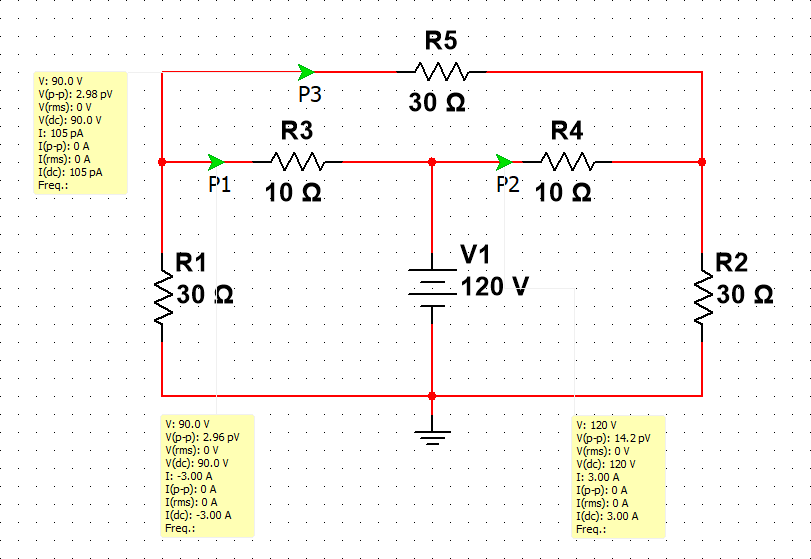 R5
30 Ω
V: 90.0 V
V(p-p): 2.98 pV
V(rms): 0 V
V(dc): 90.0 V
I: 105 pA
I(p-p): 0 A
I(rms): 0 A
I(dc): 105 pA
Freq.:
P3
R3
10 Ω
P1
R4
10 Ω
P2
R1
30 Ω
V1
120 V
R2
30 Ω
V: 90.0 V
V(p-p): 2.96 pV
V(rms): 0 V
V(dc): 90.0 V
I: -3.00 A
I(p-p): 0 A
I(rms): 0 A
I(dc): -3.00 A
Freq.:
V: 120 V
V(p-p): 14.2 pV
V(rms): 0 V
V(dc): 120 V
I: 3.00 A
I(p-p): 0 A
I(rms): 0 A
I(dc): 3.00 A
Freq.: